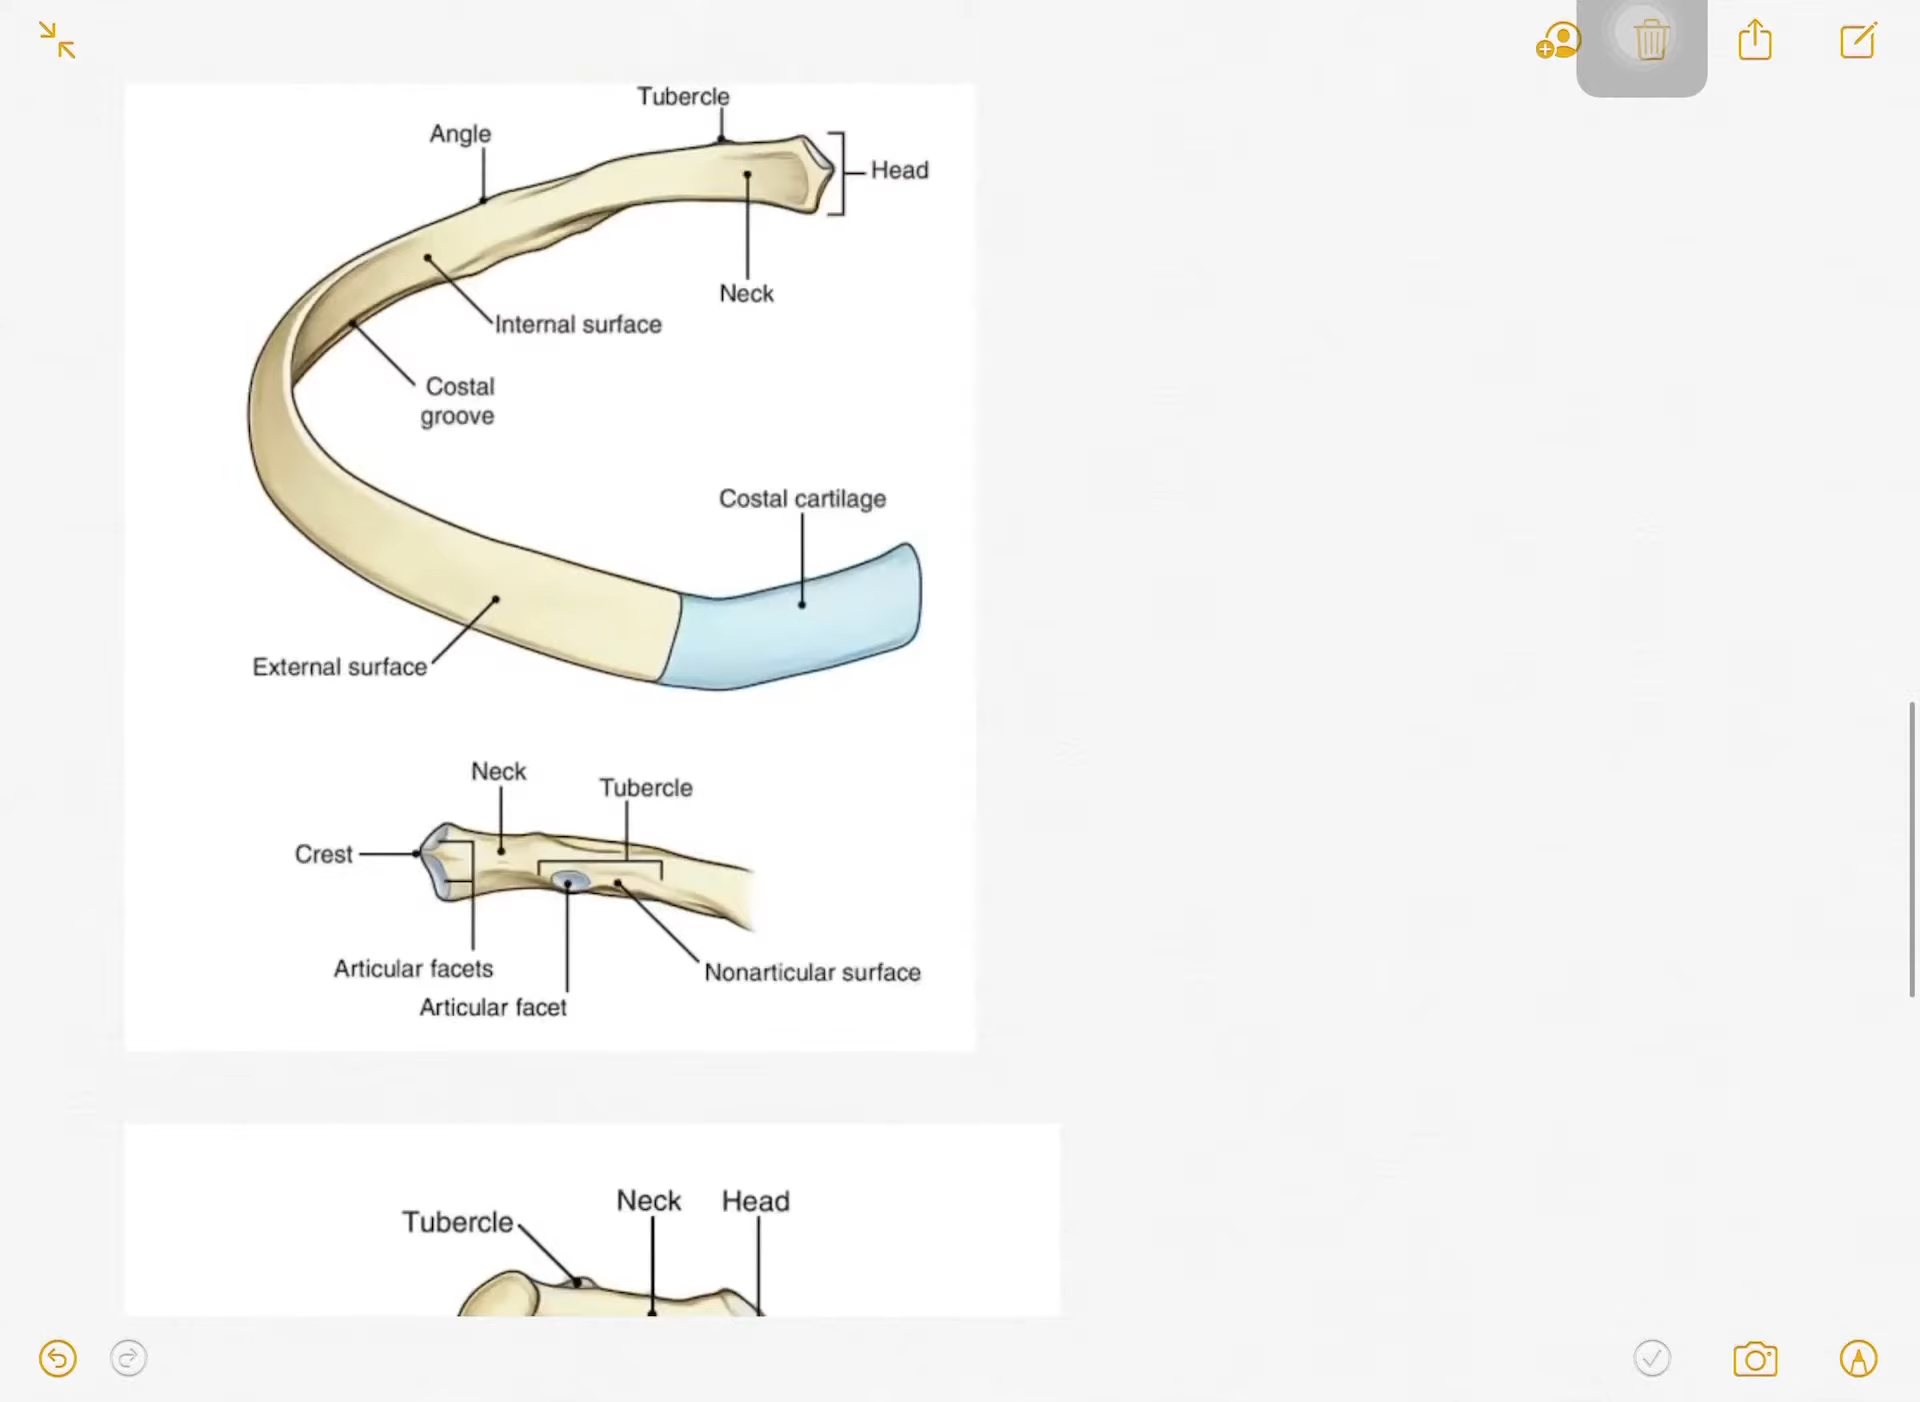 Tubercle
Angle
Head
Neck
Internal surface
Costal
groove
Costal cartilage
External surface
Neck
Tubercle
Crest
Articular facets
Nonarticular surface
Articular facet
Neck Head
Tubercle